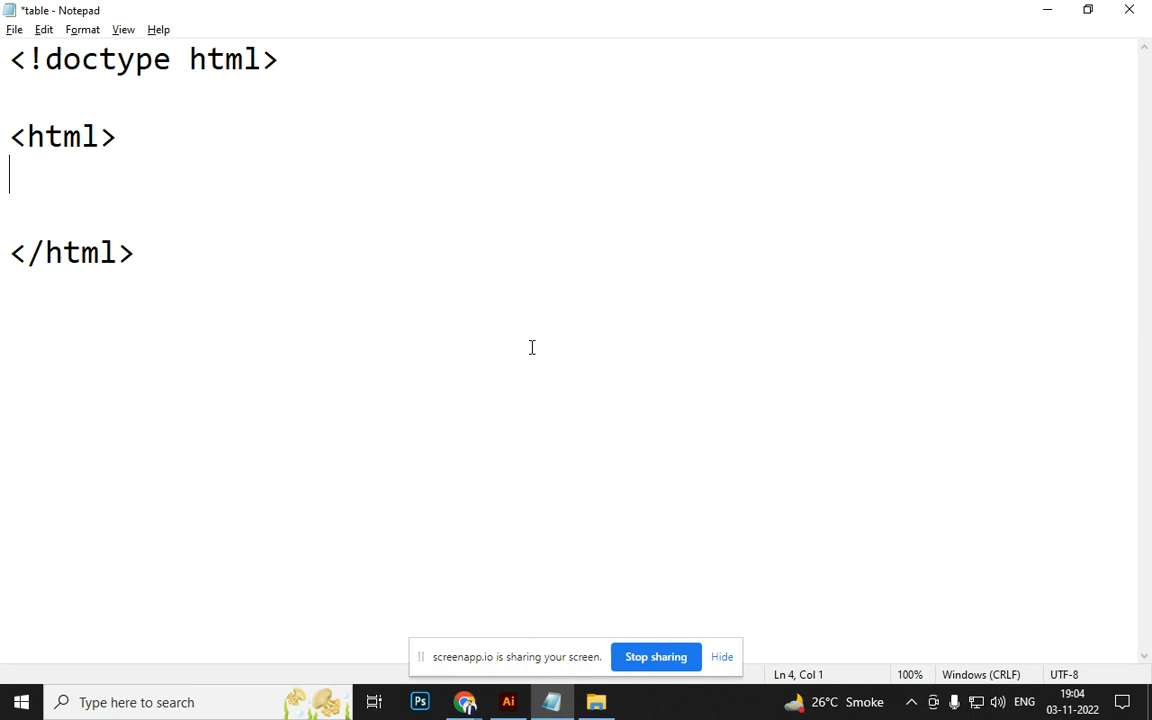 *table - Notepad
File Edit Format View Help
<!doctype html>
<html>
</html>
screenapp.io is sharing your screen. Stop sharing Hide
Ln 4, Col 1 100% Windows (CRLF) UTF-8
Type here to search Ps Ai 26°C Smoke ENG 19:04
03-11-2022